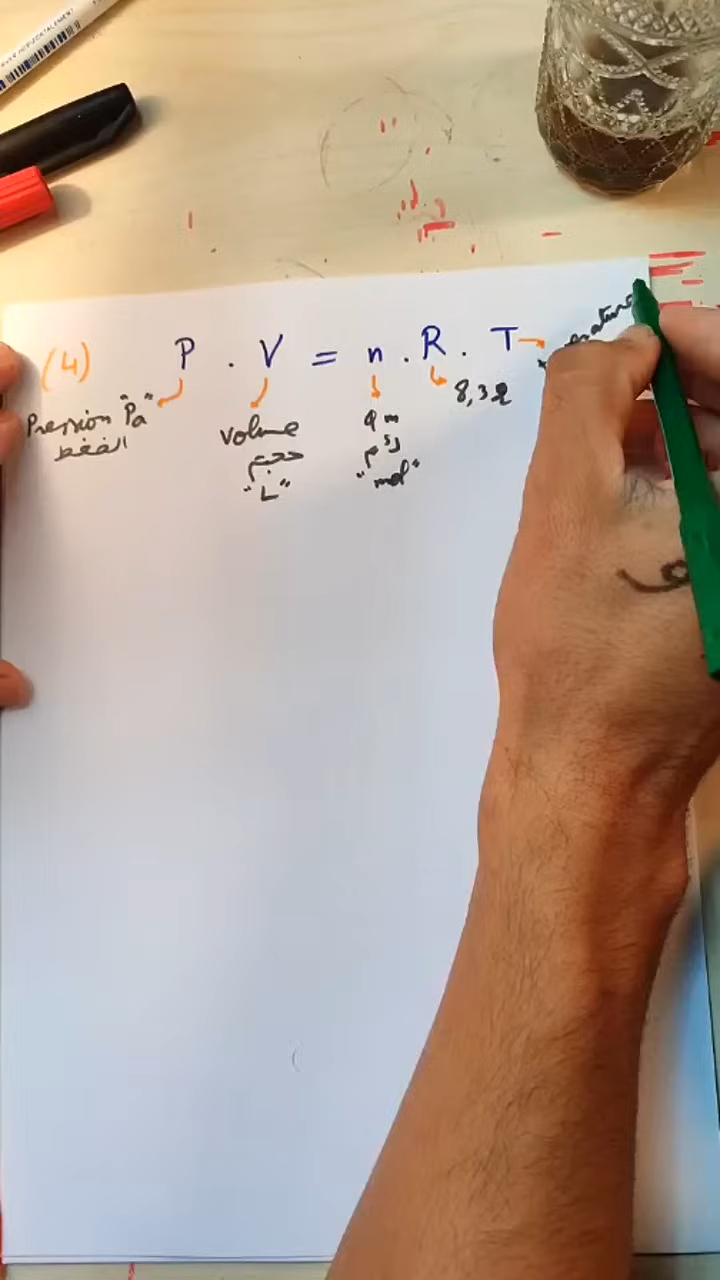 (4) P . V = n . R . T
Pression "Pa"
الضغط
Volume
حجم
"L"
q m
"mol"
8,32